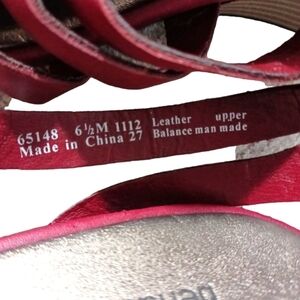 65148 6½M 1112 Leather upper
Made in China 27 Balance man made